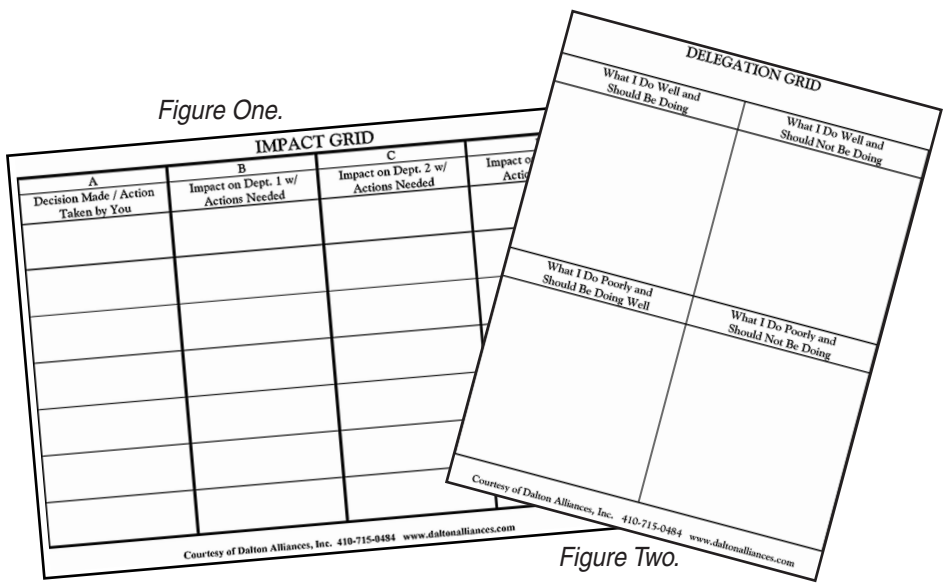 Figure One.
IMPACT GRID
A
Decision Made / Action
Taken by You
B
Impact on Dept. 1 w/
Actions Needed
C
Impact on Dept. 2 w/
Actions Needed
Impact
Courtesy of Dalton Alliances, Inc. 410-715-0484 www.daltonalliances.com
DELEGATION GRID
What I Do Well and
Should Be Doing
What I Do Well and
Should Not Be Doing
What I Do Poorly and
Should Be Doing Well
What I Do Poorly and
Should Not Be Doing
Courtesy of Dalton Alliances, Inc. 410-715-0484 www.daltonalliances.com
Figure Two.